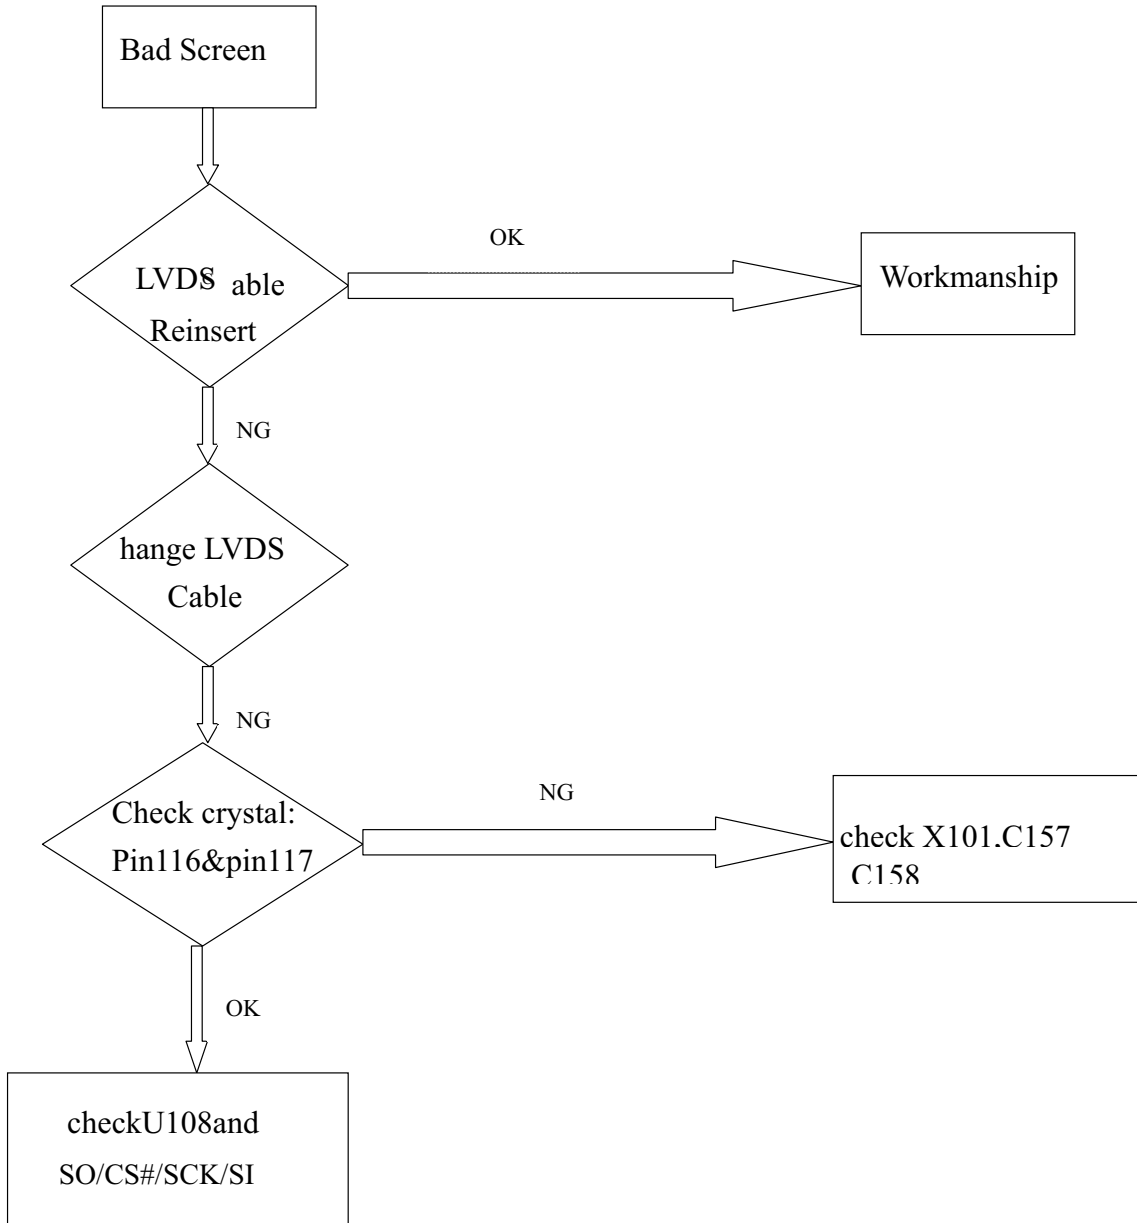 Bad Screen
OK
LVDS able
Reinsert
Workmanship
NG
hange LVDS
Cable
NG
Check crystal:
Pin116&pin117
NG
check X101,C157
C158
OK
checkU108and
SO/CS#/SCK/SI